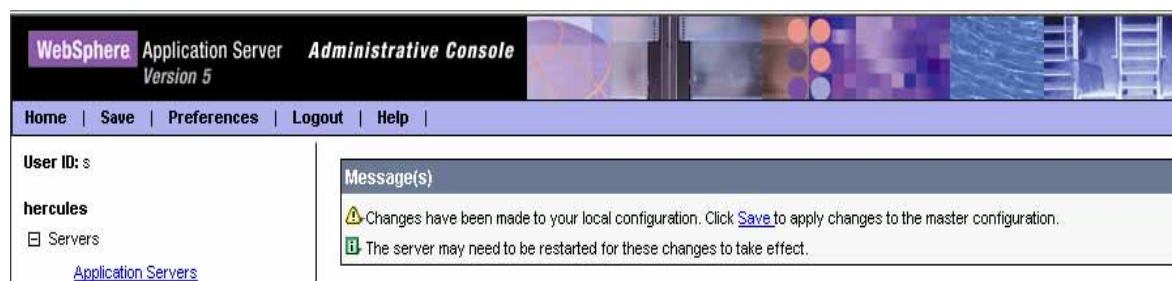 WebSphere Application Server Administrative Console
Version 5
Home | Save | Preferences | Logout | Help |
User ID: s
hercules
Servers
Application Servers
Message(s)
Changes have been made to your local configuration. Click Save to apply changes to the master configuration.
The server may need to be restarted for these changes to take effect.